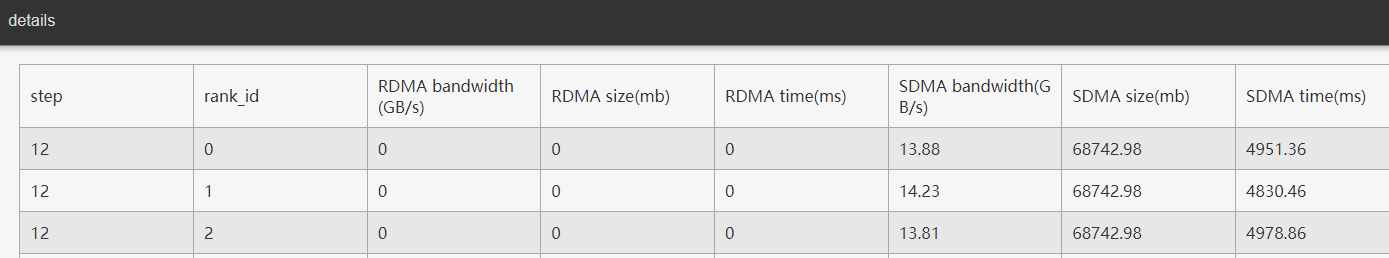 details
step rank_id RDMA bandwidth (GB/s) RDMA size(mb) RDMA time(ms) SDMA bandwidth(GB/s) SDMA size(mb) SDMA time(ms)
12 0 0 0 0 13.88 68742.98 4951.36
12 1 0 0 0 14.23 68742.98 4830.46
12 2 0 0 0 13.81 68742.98 4978.86